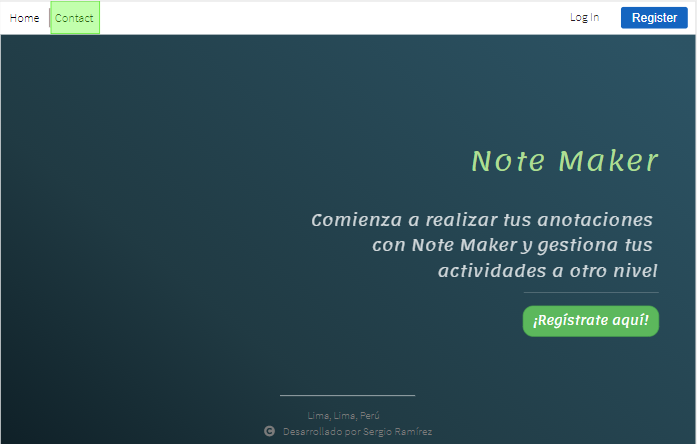 Home
Contact
Log In
Register
Note Maker
Comienza a realizar tus anotaciones
con Note Maker y gestiona tus
actividades a otro nivel
¡Regístrate aquí!
Lima, Lima, Perú
© Desarrollado por Sergio Ramírez